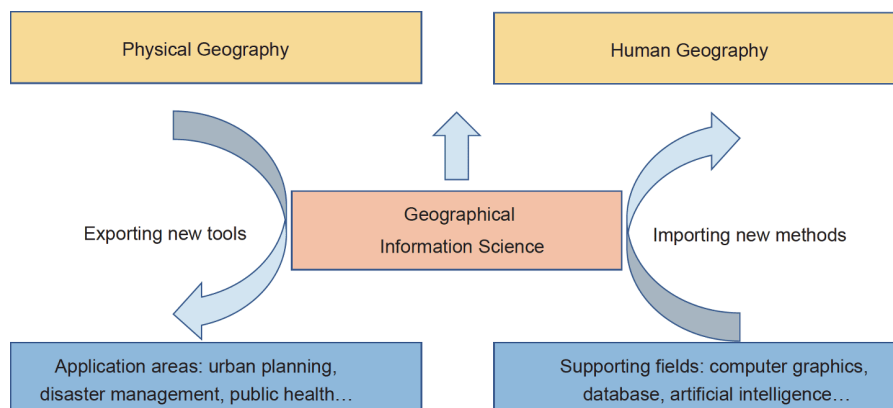 Physical Geography
Human Geography
Geographical
Information Science
Exporting new tools
Importing new methods
Application areas: urban planning,
disaster management, public health…
Supporting fields: computer graphics,
database, artificial intelligence…